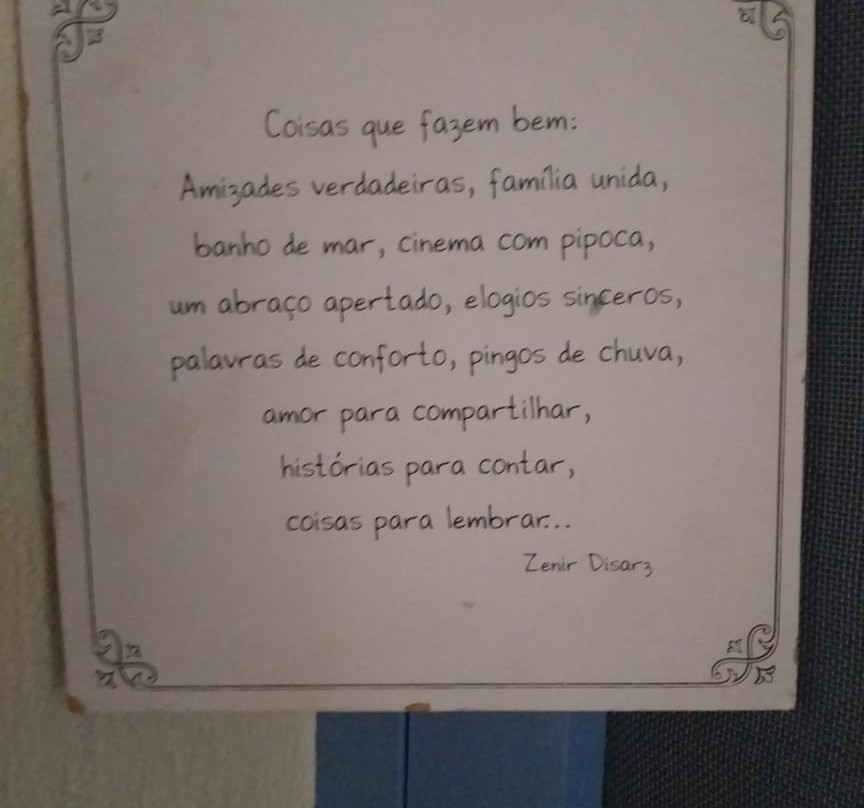 Coisas que fazem bem:
Amizades verdadeiras, família unida,
banho de mar, cinema com pipoca,
um abraço apertado, elogios sinceros,
palavras de conforto, pingos de chuva,
amor para compartilhar,
histórias para contar,
coisas para lembrar...
Zenir Disarz